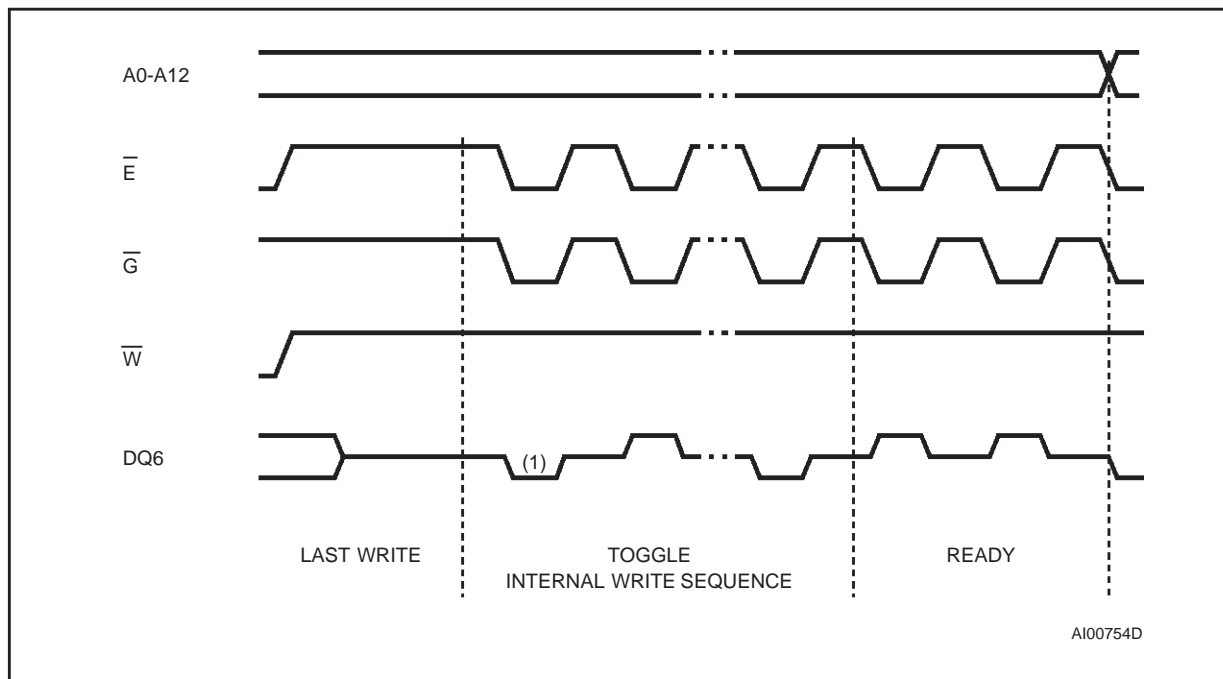 A0-A12
E̅
G̅
W̅
DQ6
(1)
LAST WRITE
TOGGLE
INTERNAL WRITE SEQUENCE
READY
AI00754D